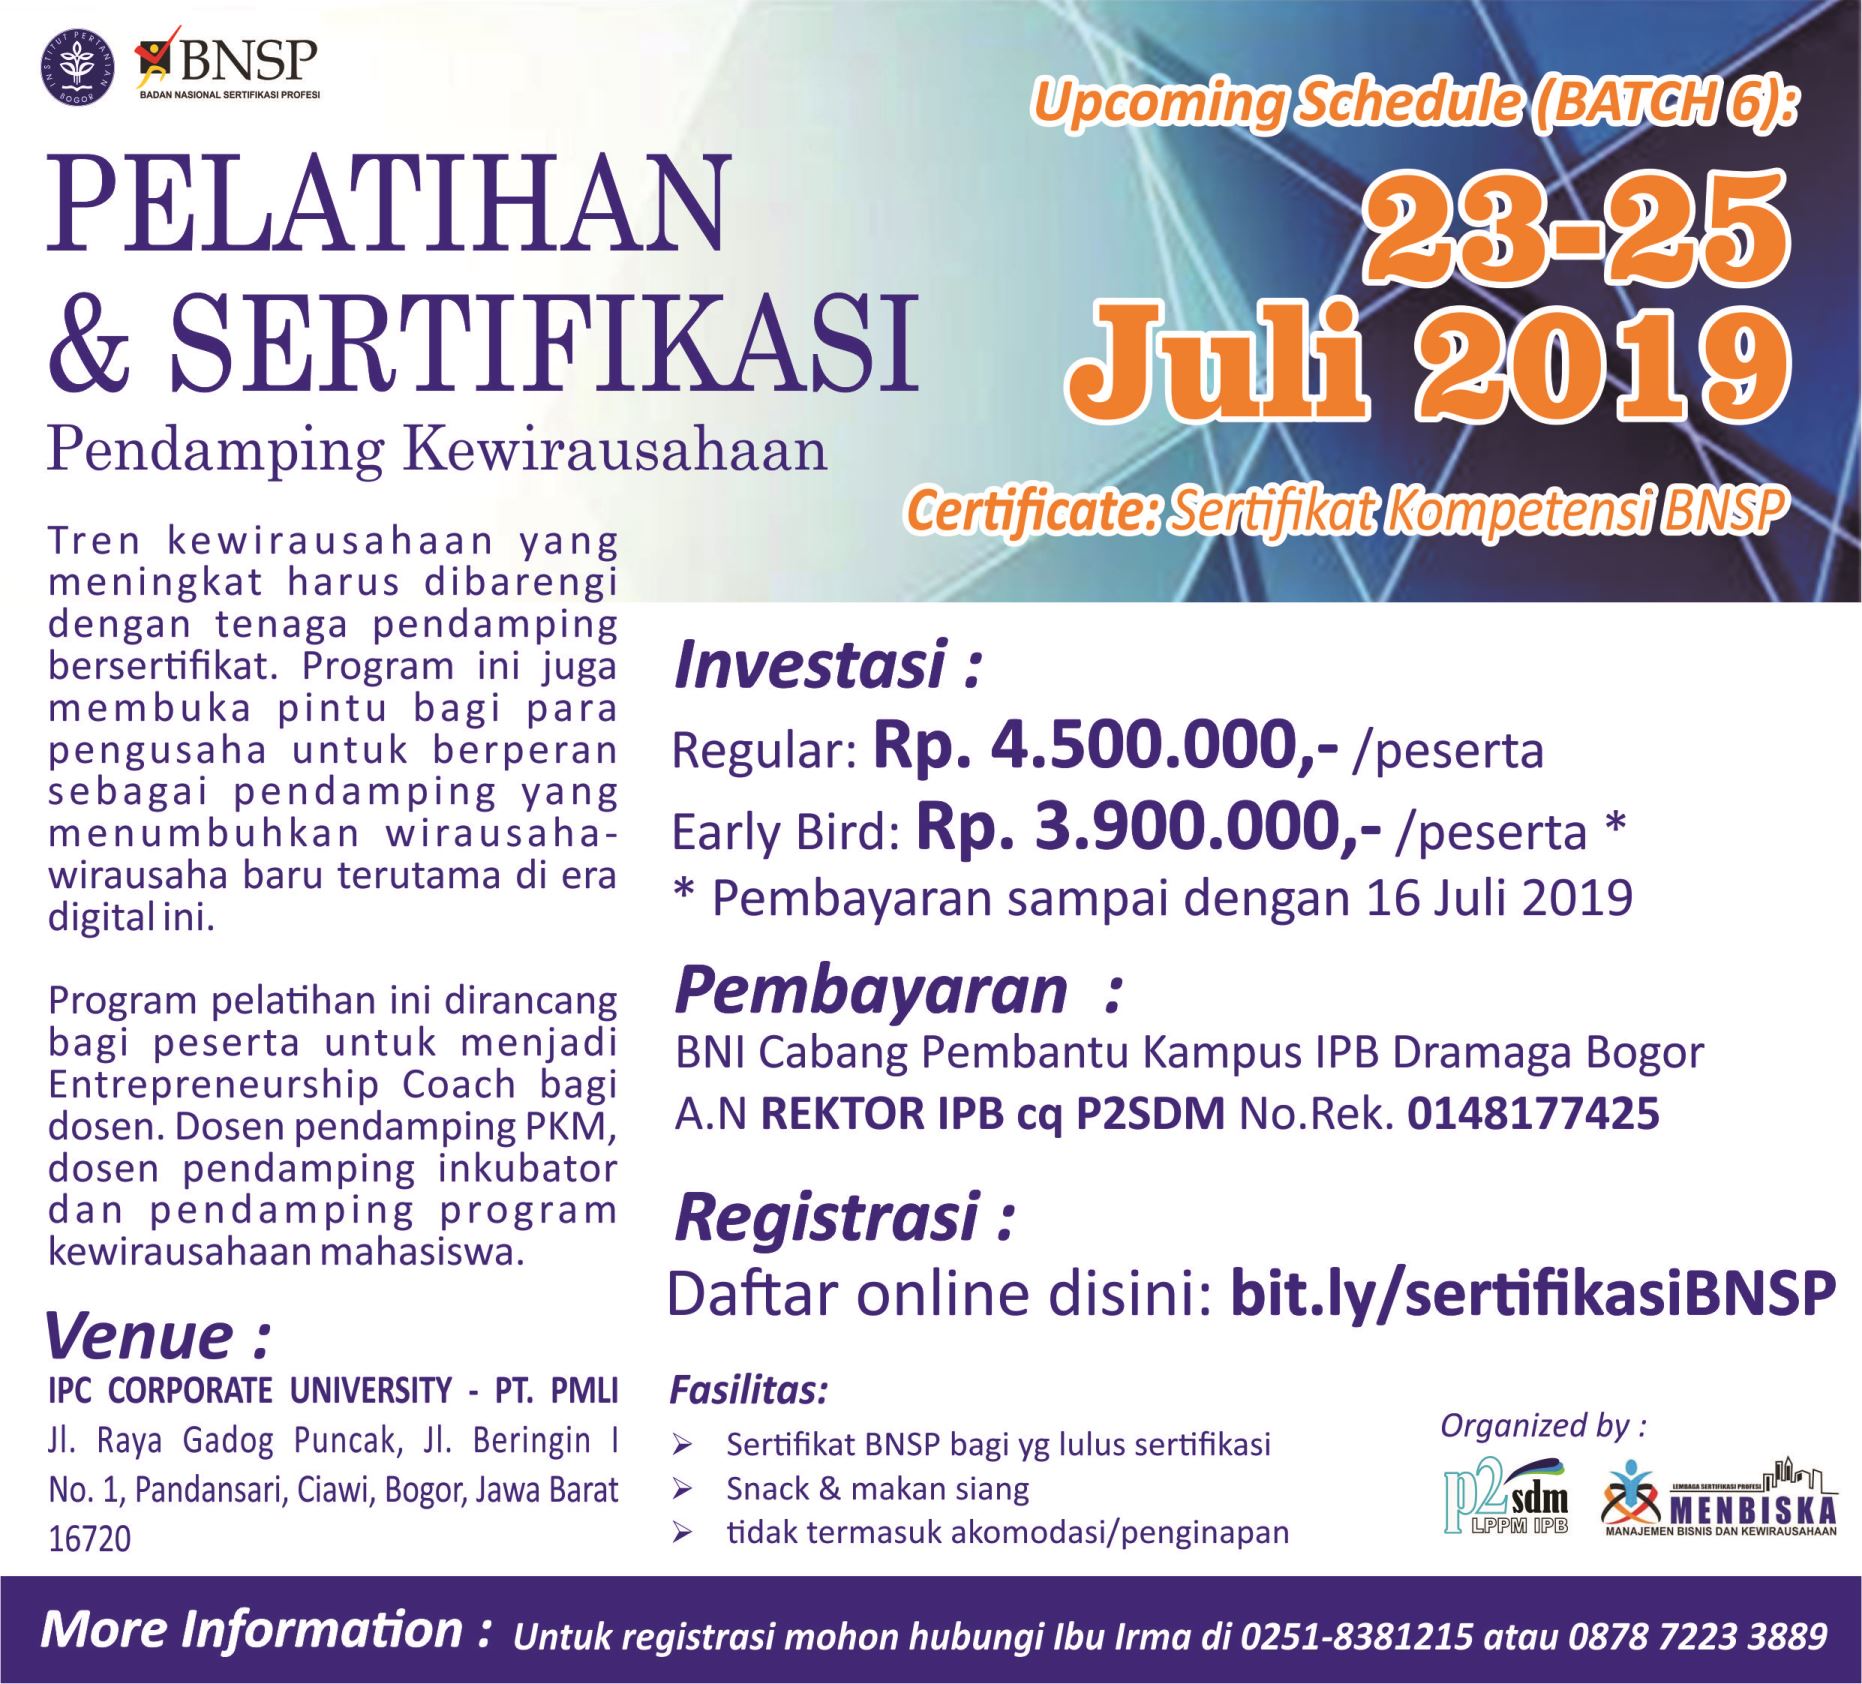 INSTITUT PERTANIAN BOGOR
BNSP
BADAN NASIONAL SERTIFIKASI PROFESI
PELATIHAN
& SERTIFIKASI
Pendamping Kewirausahaan
Upcoming Schedule (BATCH 6):
23-25
Juli 2019
Certificate: Sertifikat Kompetensi BNSP
Tren kewirausahaan yang
meningkat harus dibarengi
dengan tenaga pendamping
bersertifikat. Program ini juga
membuka pintu bagi para
pengusaha untuk berperan
sebagai pendamping yang
menumbuhkan wirausaha-
wirausaha baru terutama di era
digital ini.
Program pelatihan ini dirancang
bagi peserta untuk menjadi
Entrepreneurship Coach bagi
dosen. Dosen pendamping PKM,
dosen pendamping inkubator
dan pendamping program
kewirausahaan mahasiswa.
Venue :
IPC CORPORATE UNIVERSITY - PT. PMLI
Jl. Raya Gadog Puncak, Jl. Beringin I
No. 1, Pandansari, Ciawi, Bogor, Jawa Barat
16720
Investasi :
Regular: Rp. 4.500.000,- /peserta
Early Bird: Rp. 3.900.000,- /peserta *
* Pembayaran sampai dengan 16 Juli 2019
Pembayaran :
BNI Cabang Pembantu Kampus IPB Dramaga Bogor
A.N REKTOR IPB cq P2SDM No.Rek. 0148177425
Registrasi :
Daftar online disini: bit.ly/sertifikasiBNSP
Fasilitas:
➢ Sertifikat BNSP bagi yg lulus sertifikasi
➢ Snack & makan siang
➢ tidak termasuk akomodasi/penginapan
Organized by :
p2sdm
LPPM IPB
LEMBAGA SERTIFIKASI PROFESI
MENBISKA
MANAJEMEN BISNIS DAN KEWIRAUSAHAAN
More Information : Untuk registrasi mohon hubungi Ibu Irma di 0251-8381215 atau 0878 7223 3889